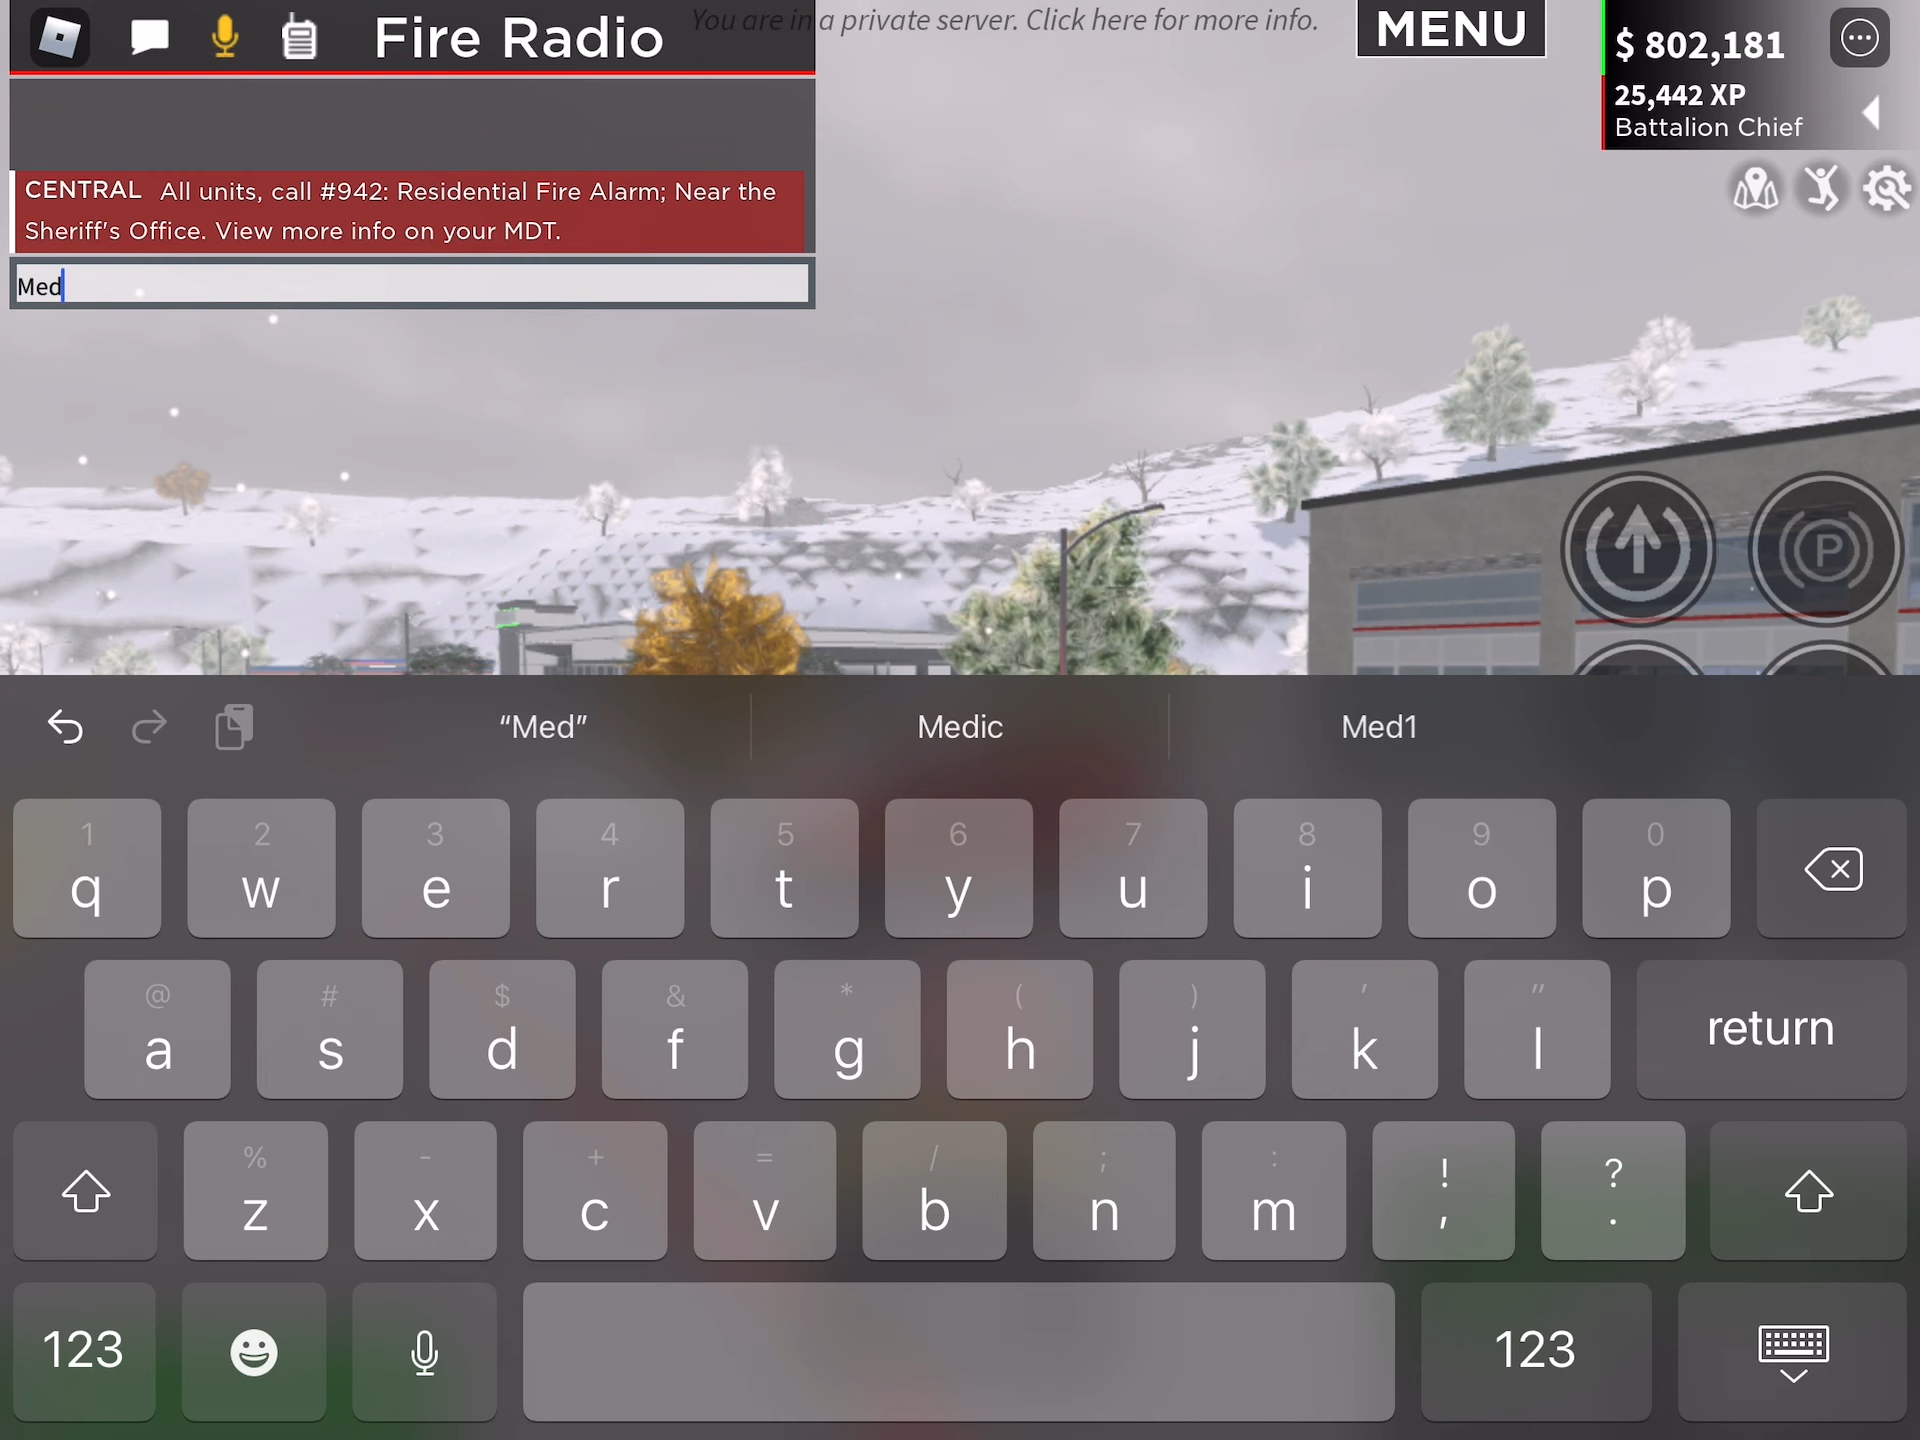 Fire Radio
You are in a private server. Click here for more info.
MENU
$ 802,181
25,442 XP
Battalion Chief
CENTRAL All units, call #942: Residential Fire Alarm; Near the
Sheriff's Office. View more info on your MDT.
Med
P
“Med” Medic Med1
1 2 3 4 5 6 7 8 9 0
q w e r t y u i o p
@ # $ & * ( ) ' "
a s d f g h j k l return
% - + = / ; : ! ?
z x c v b n m , .
123 123